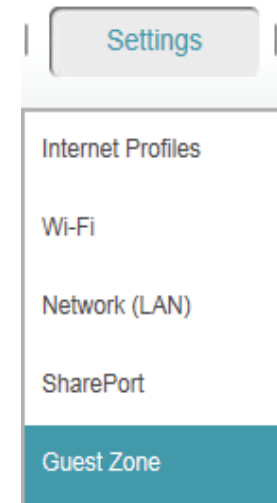 Settings
Internet Profiles
Wi-Fi
Network (LAN)
SharePort
Guest Zone